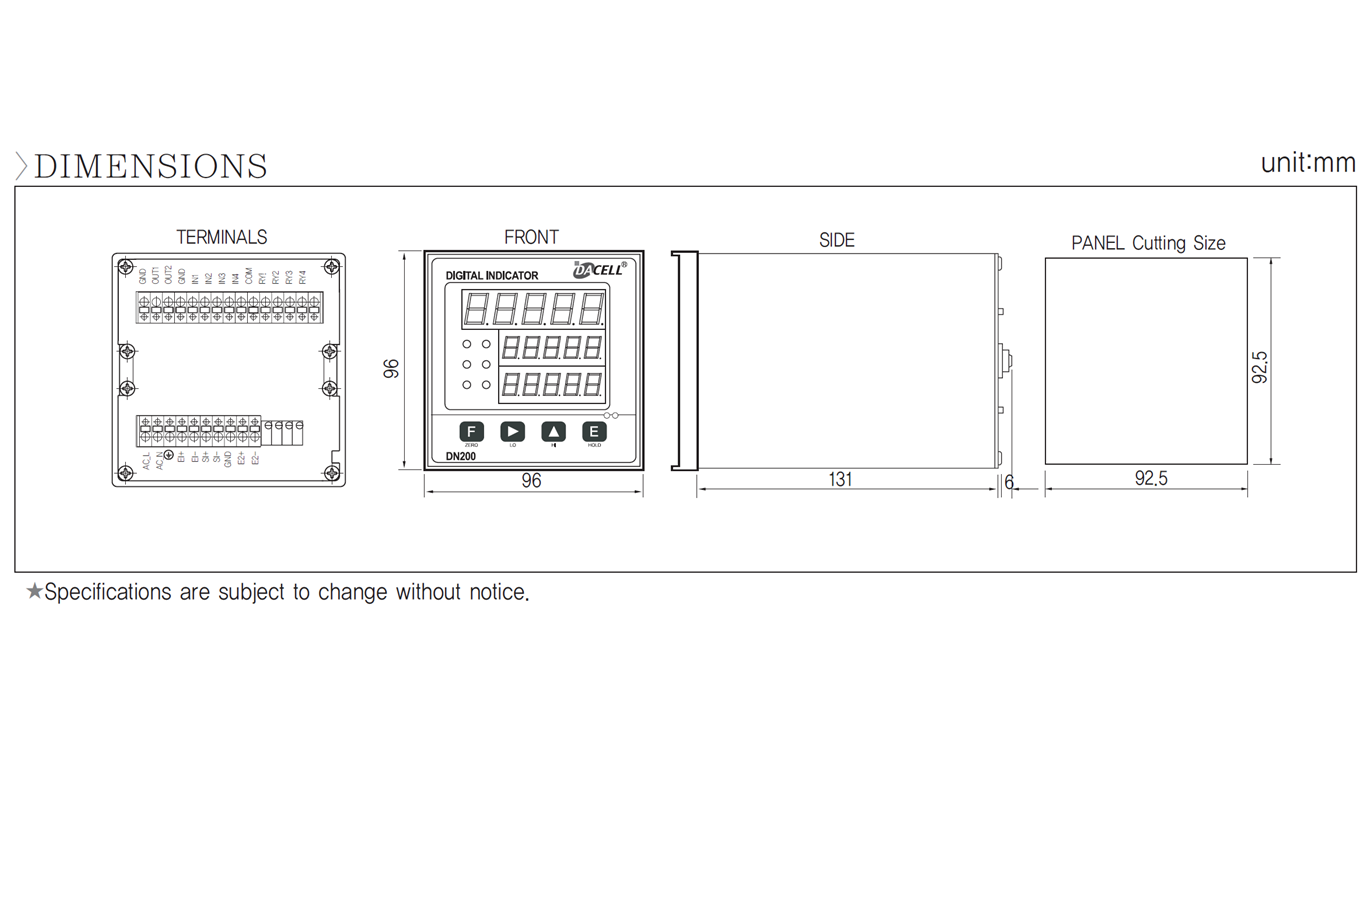 DIMENSIONS
unit:mm
TERMINALS
FRONT
SIDE
PANEL Cutting Size
GND OUT1 OUT2 GND IN1 IN2 IN3 IN4 COM RY1 RY2 RY3 RY4
AC_L AC_N EI+ EI- SI+ SI- GND E2+ E2-
DIGITAL INDICATOR
DACELL®
F
E
ZERO LO HI HOLD
DN200
96
96
131
6
92.5
92.5
★Specifications are subject to change without notice.